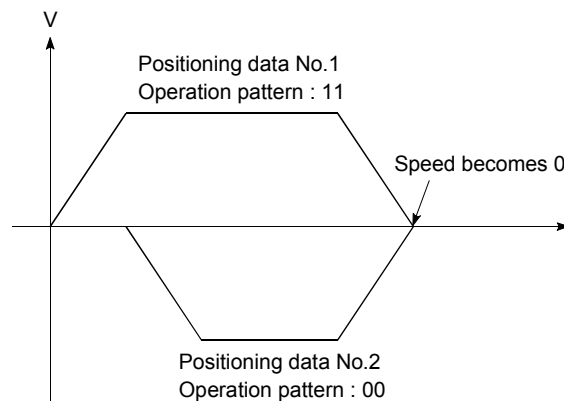 V
Positioning data No.1
Operation pattern : 11
Speed becomes 0
Positioning data No.2
Operation pattern : 00